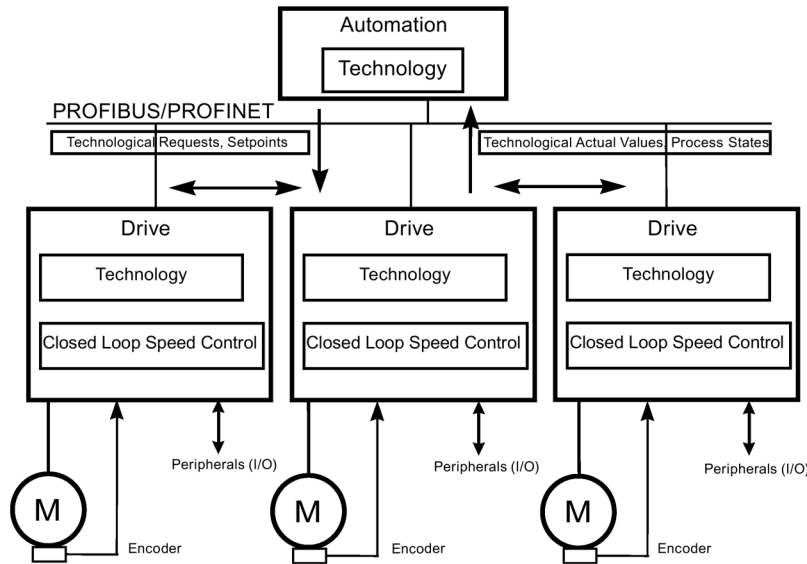 Automation
Technology
PROFIBUS/PROFINET
Technological Requests, Setpoints
Technological Actual Values, Process States
Drive
Technology
Closed Loop Speed Control
Drive
Technology
Closed Loop Speed Control
Drive
Technology
Closed Loop Speed Control
Peripherals (I/O)
Peripherals (I/O)
Peripherals (I/O)
M
M
M
Encoder
Encoder
Encoder